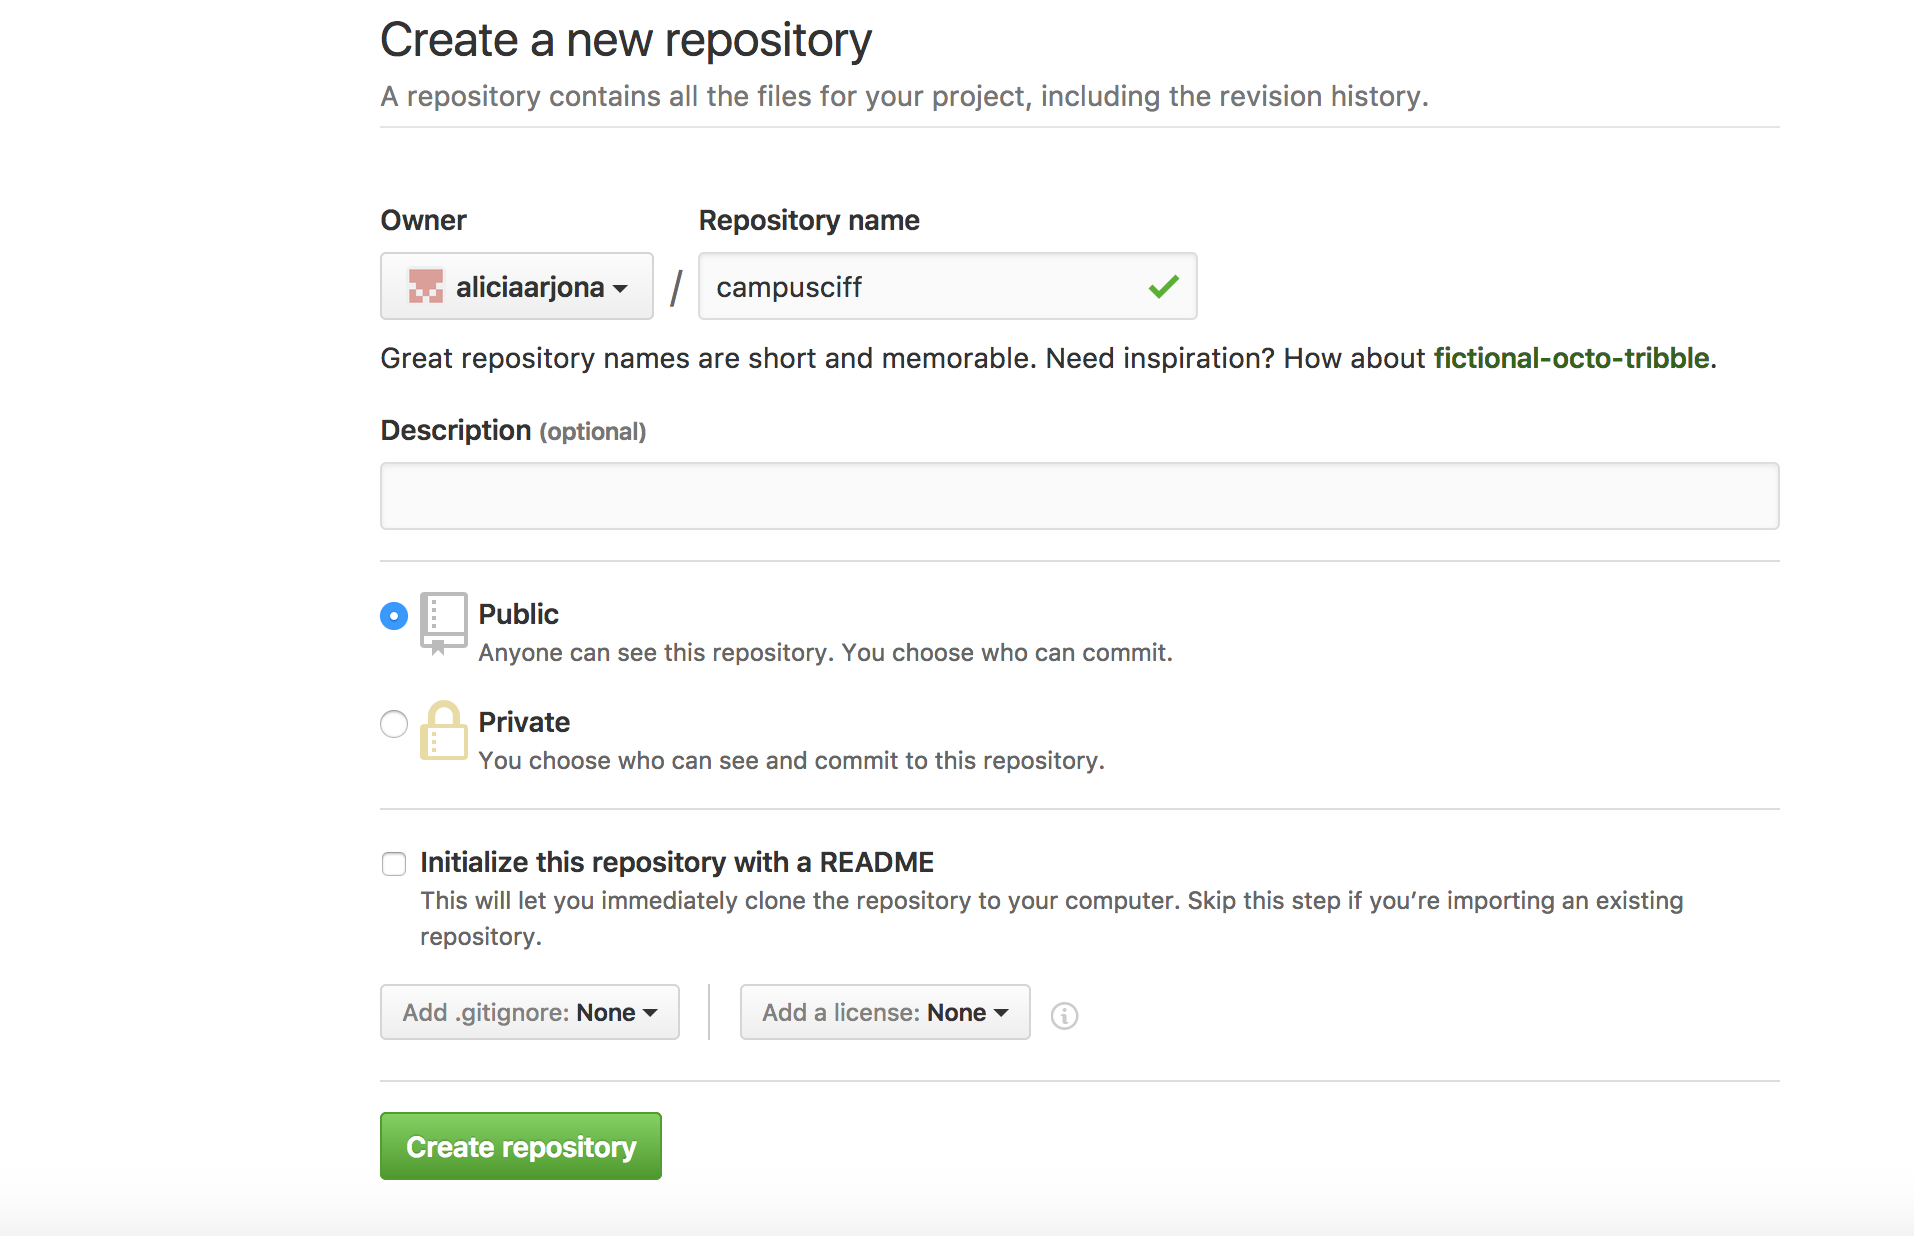 Create a new repository
A repository contains all the files for your project, including the revision history.
Owner
Repository name
aliciaarjona / campusciff
Great repository names are short and memorable. Need inspiration? How about fictional-octo-tribble.
Description (optional)
Public
Anyone can see this repository. You choose who can commit.
Private
You choose who can see and commit to this repository.
Initialize this repository with a README
This will let you immediately clone the repository to your computer. Skip this step if you’re importing an existing
repository.
Add .gitignore: None
Add a license: None
Create repository